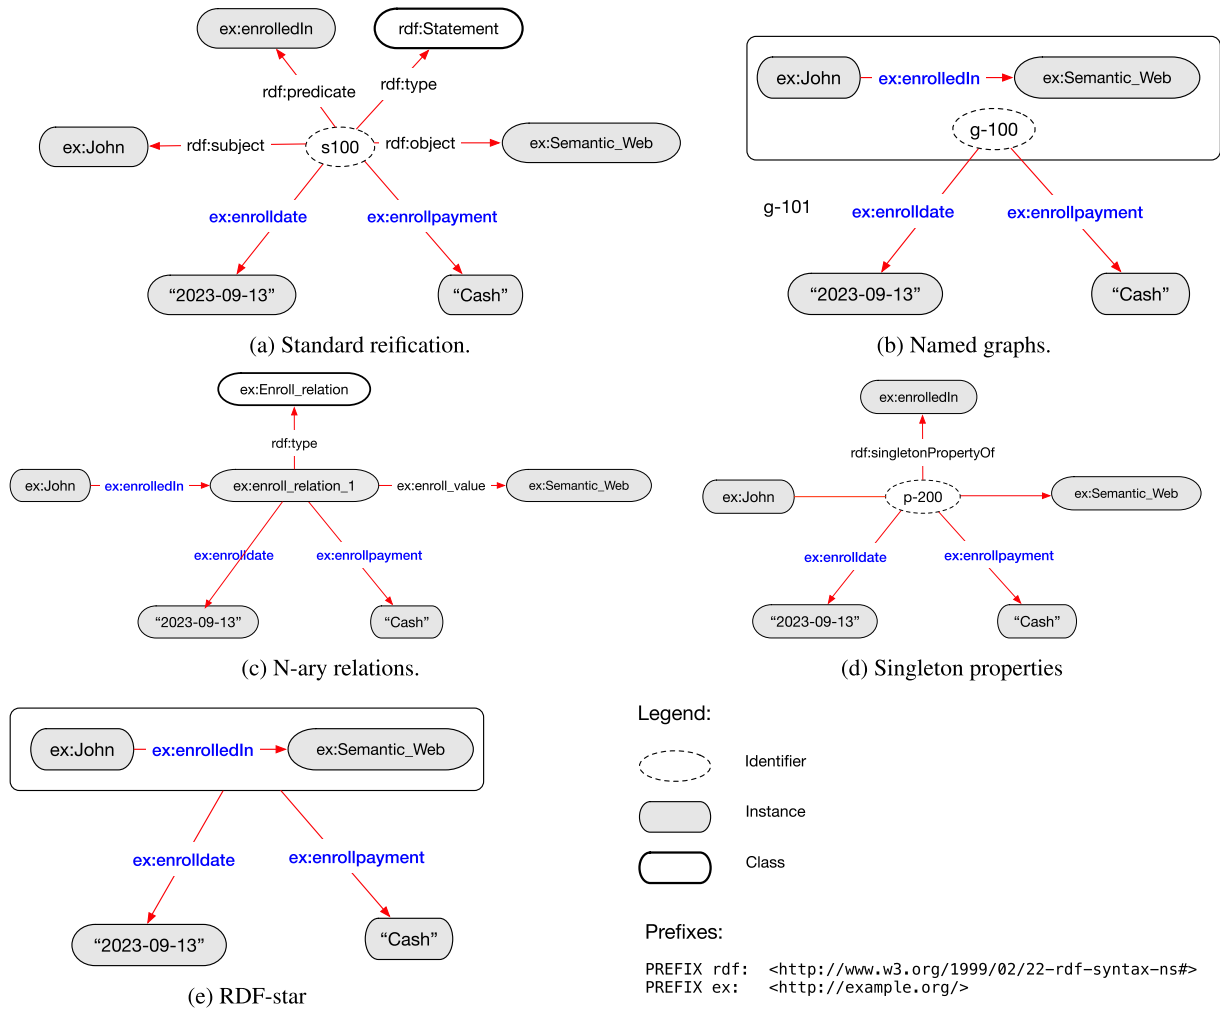 ex:enrolledIn
rdf:Statement
rdf:predicate
rdf:type
ex:John
rdf:subject
s100
rdf:object
ex:Semantic_Web
ex:enrolldate
ex:enrollpayment
“2023-09-13”
“Cash”
(a) Standard reification.
ex:John
ex:enrolledIn
ex:Semantic_Web
g-100
g-101
ex:enrolldate
ex:enrollpayment
“2023-09-13”
“Cash”
(b) Named graphs.
ex:Enroll_relation
rdf:type
ex:John
ex:enrolledIn
ex:enroll_relation_1
ex:enroll_value
ex:Semantic_Web
ex:enrolldate
ex:enrollpayment
“2023-09-13”
“Cash”
(c) N-ary relations.
ex:enrolledIn
rdf:singletonPropertyOf
ex:John
p-200
ex:Semantic_Web
ex:enrolldate
ex:enrollpayment
“2023-09-13”
“Cash”
(d) Singleton properties
ex:John
ex:enrolledIn
ex:Semantic_Web
ex:enrolldate
ex:enrollpayment
“2023-09-13”
“Cash”
(e) RDF-star
Legend:
Identifier
Instance
Class
Prefixes:
PREFIX rdf: <http://www.w3.org/1999/02/22-rdf-syntax-ns#>
PREFIX ex: <http://example.org/>